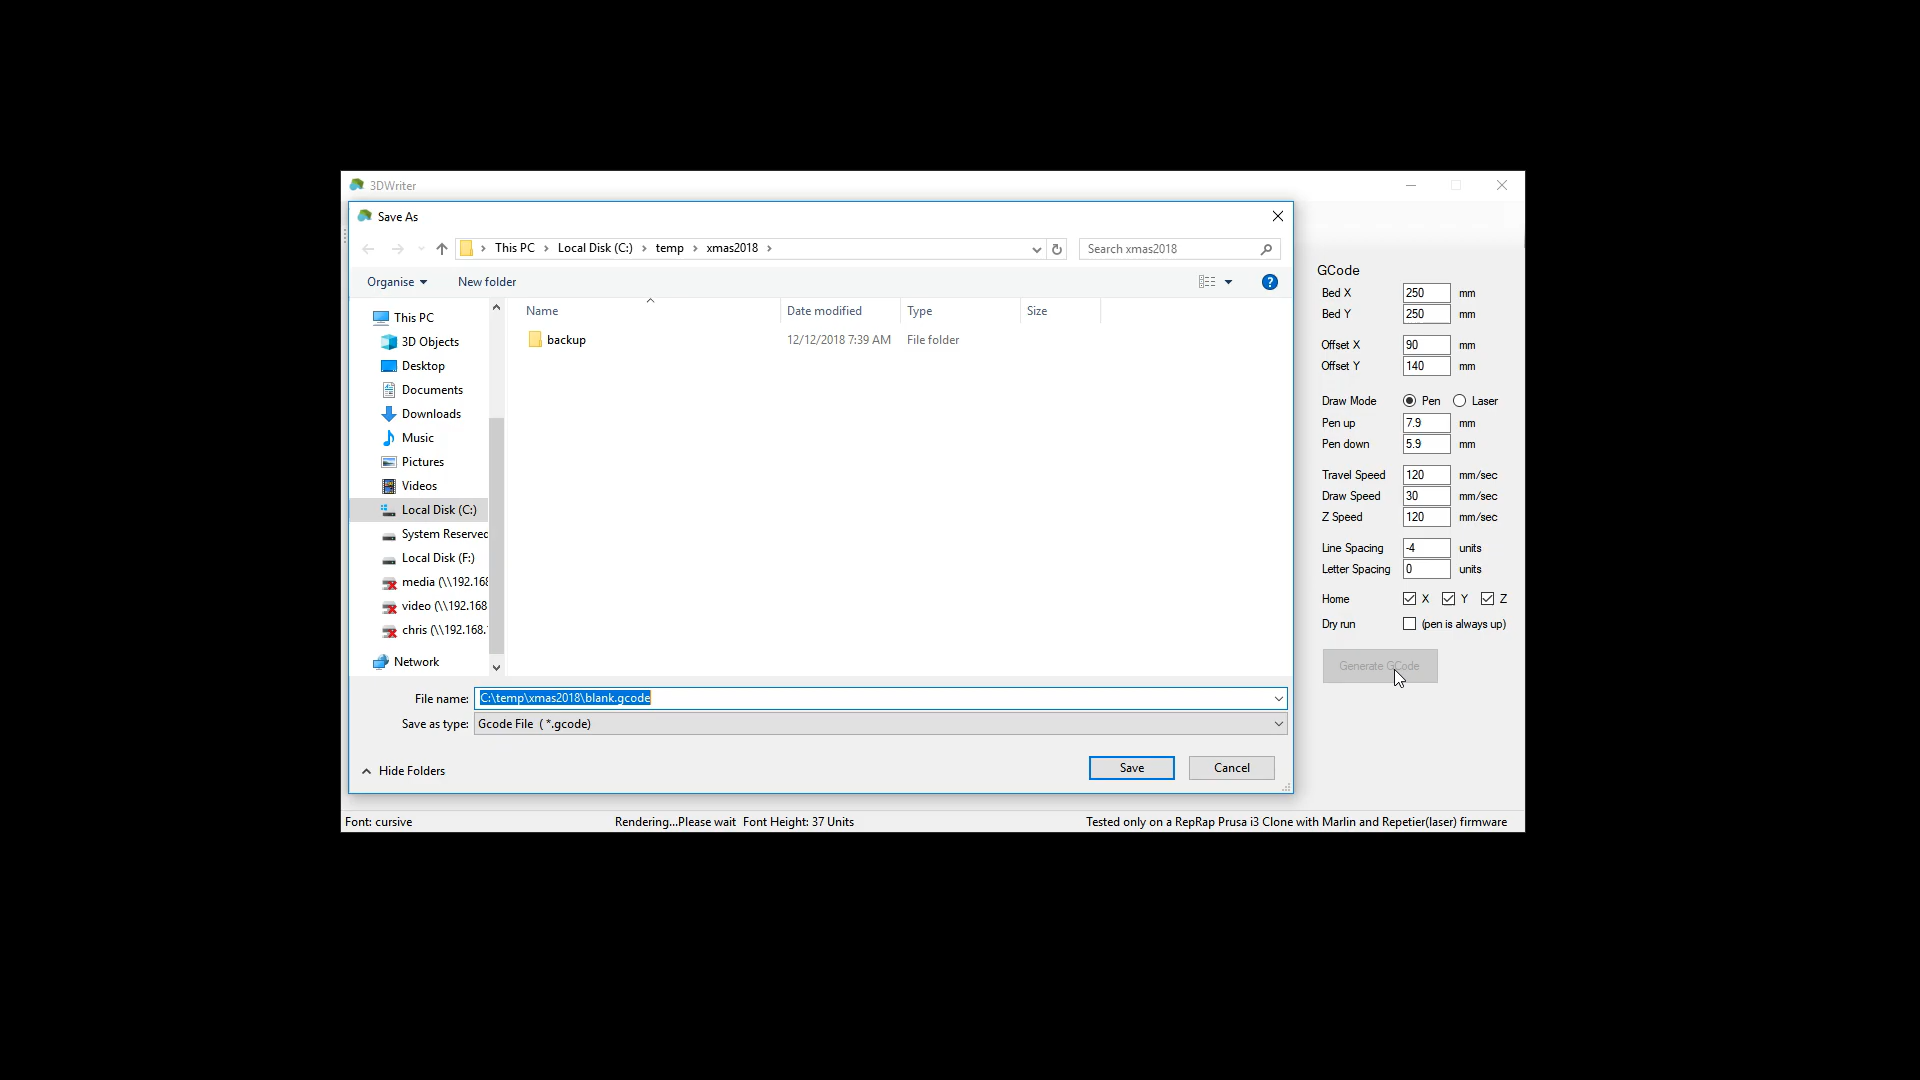 3DWriter
Save As
This PC Local Disk (C:) temp xmas2018
Search xmas2018
Organise New folder
Name Date modified Type Size
backup 12/12/2018 7:39 AM File folder
This PC
3D Objects
Desktop
Documents
Downloads
Music
Pictures
Videos
Local Disk (C:)
System Reserved
Local Disk (F:)
media (\\192.168
video (\\192.168
chris (\\192.168.
Network
File name: C:\temp\xmas2018\blank.gcode
Save as type: Gcode File ( *.gcode)
Hide Folders
Save Cancel
GCode
Bed X 250 mm
Bed Y 250 mm
Offset X 90 mm
Offset Y 140 mm
Draw Mode Pen Laser
Pen up 7.9 mm
Pen down 5.9 mm
Travel Speed 120 mm/sec
Draw Speed 30 mm/sec
Z Speed 120 mm/sec
Line Spacing -4 units
Letter Spacing 0 units
Home X Y Z
Dry run (pen is always up)
Generate GCode
Font: cursive Rendering...Please wait Font Height: 37 Units Tested only on a RepRap Prusa i3 Clone with Marlin and Repetier(laser) firmware